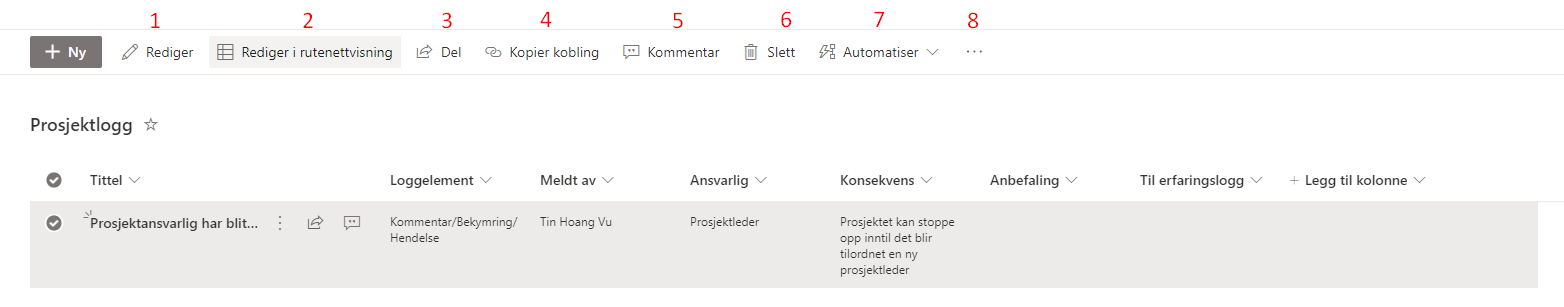 1 2 3 4 5 6 7 8
+ Ny Rediger Rediger i rutenettvisning Del Kopier kobling Kommentar Slett Automatiser ...
Prosjektlogg
Tittel Loggelement Meldt av Ansvarlig Konsekvens Anbefaling Til erfaringslogg + Legg til kolonne
Prosjektansvarlig har blit... Kommentar/Bekymring/ Tin Hoang Vu Prosjektleder Prosjektet kan stoppe
Hendelse opp inntil det blir
tilordnet en ny
prosjektleder